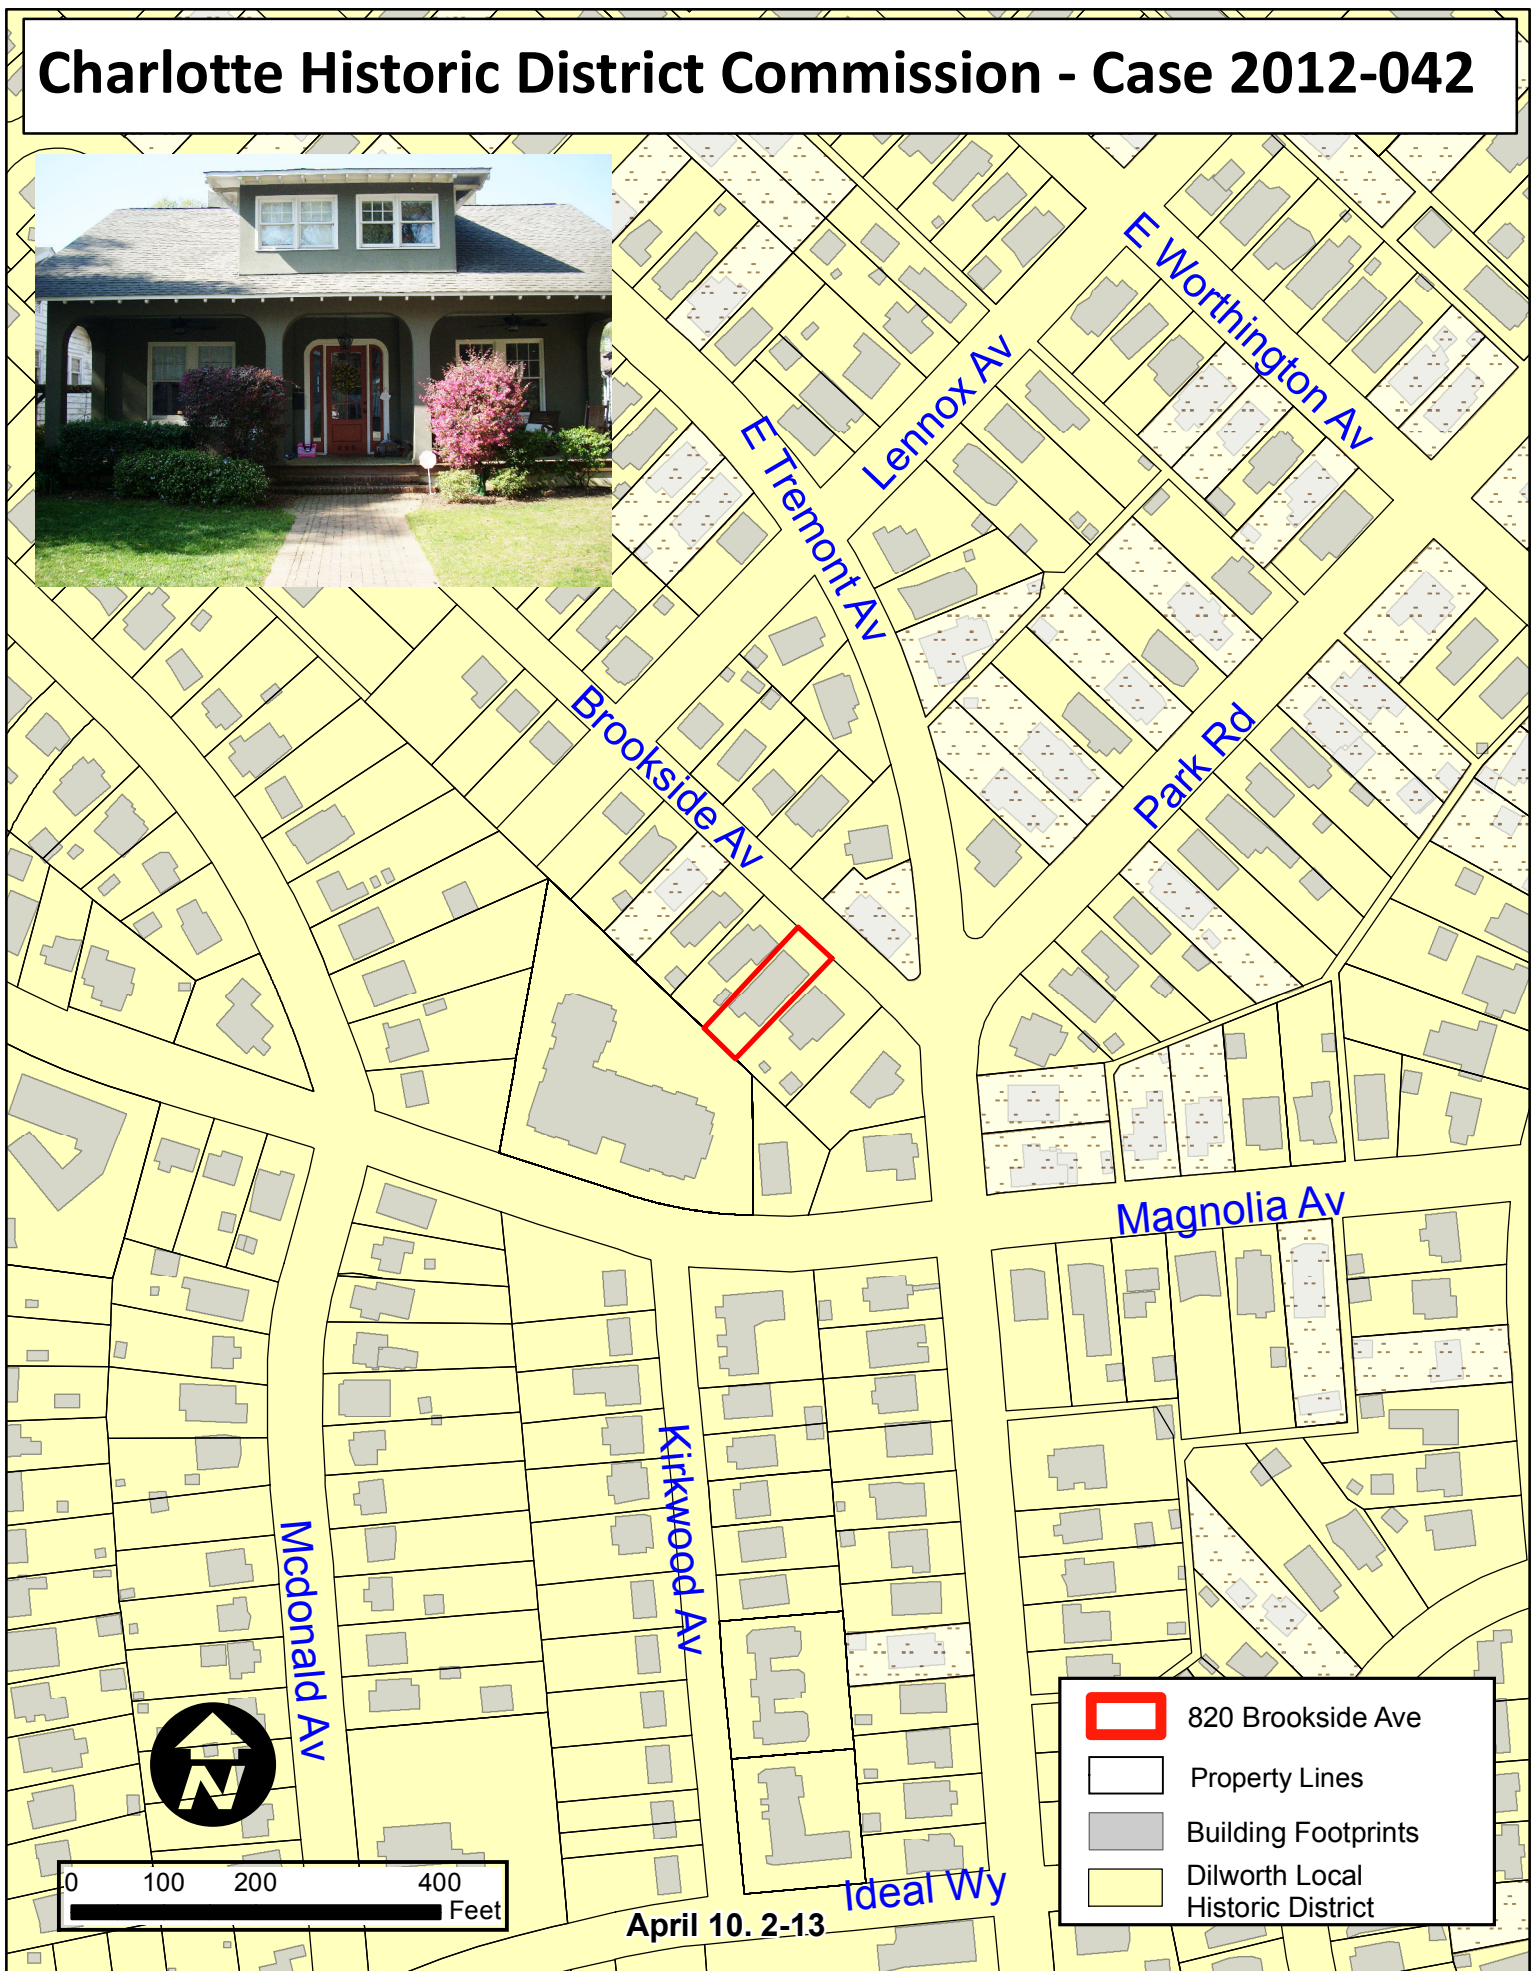 Charlotte Historic District Commission - Case 2012-042
E Worthington Av
Lennox Av
E Tremont Av
Brookside Av
Park Rd
Magnolia Av
Kirkwood Av
Mcdonald Av
Ideal Wy
820 Brookside Ave
Property Lines
Building Footprints
Dilworth Local
Historic District
N
0 100 200 400
Feet
April 10. 2-13